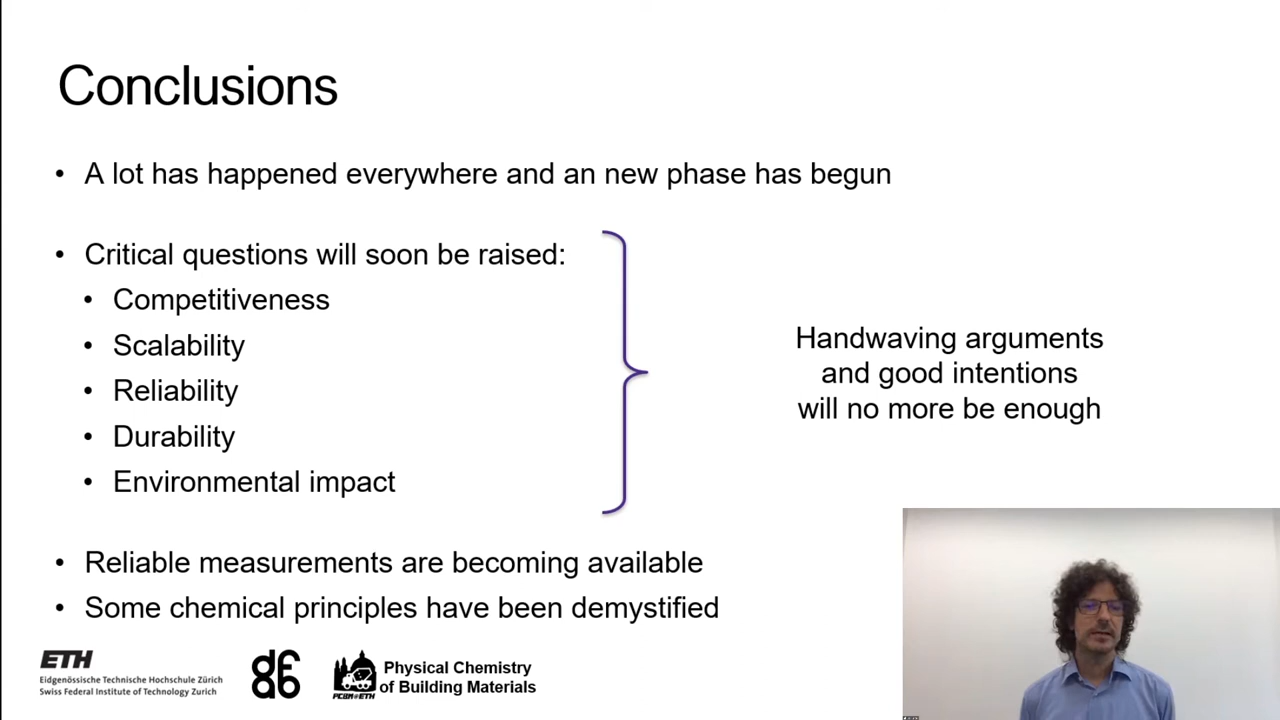 Conclusions
• A lot has happened everywhere and an new phase has begun
• Critical questions will soon be raised:
• Competitiveness
• Scalability
• Reliability
• Durability
• Environmental impact
Handwaving arguments
and good intentions
will no more be enough
• Reliable measurements are becoming available
• Some chemical principles have been demystified
ETH
Eidgenössische Technische Hochschule Zürich
Swiss Federal Institute of Technology Zurich
dfab
PCBM@ETH
Physical Chemistry
of Building Materials